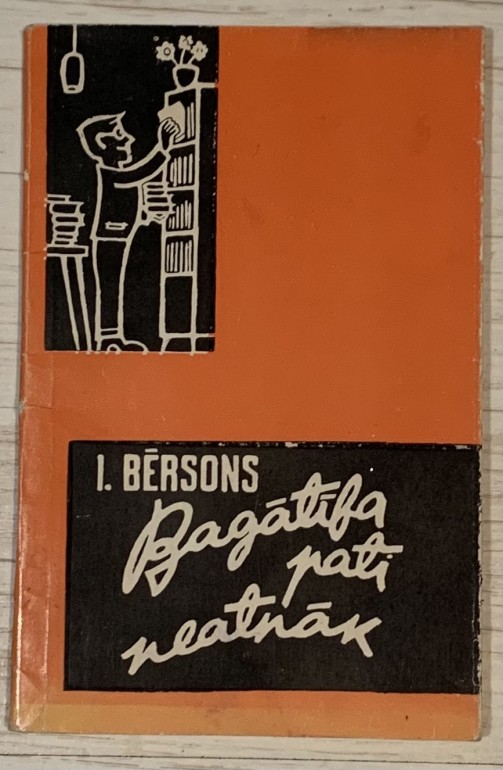 I. BĒRSONS
Bagātība
pati
neatnāk